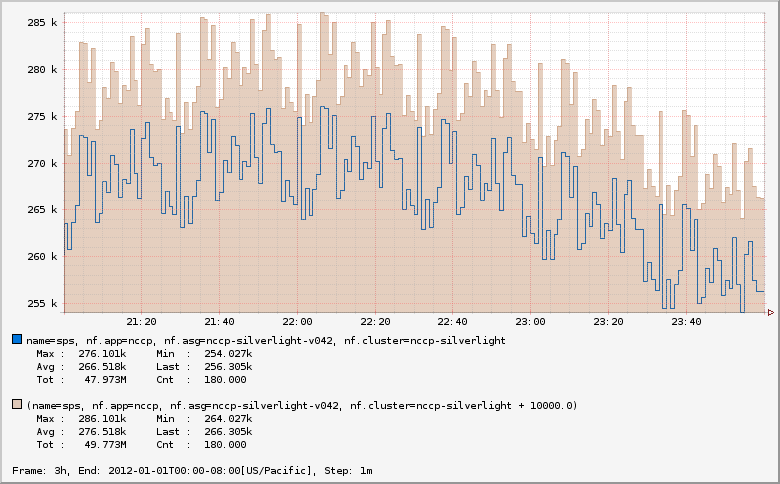 285 k
280 k
275 k
270 k
265 k
260 k
255 k
21:20 21:40 22:00 22:20 22:40 23:00 23:20 23:40
name=sps, nf.app=nccp, nf.asg=nccp-silverlight-v042, nf.cluster=nccp-silverlight
Max : 276.101k Min : 254.027k
Avg : 266.518k Last : 256.305k
Tot : 47.973M Cnt : 180.000
(name=sps, nf.app=nccp, nf.asg=nccp-silverlight-v042, nf.cluster=nccp-silverlight + 10000.0)
Max : 286.101k Min : 264.027k
Avg : 276.518k Last : 266.305k
Tot : 49.773M Cnt : 180.000
Frame: 3h, End: 2012-01-01T00:00-08:00[US/Pacific], Step: 1m